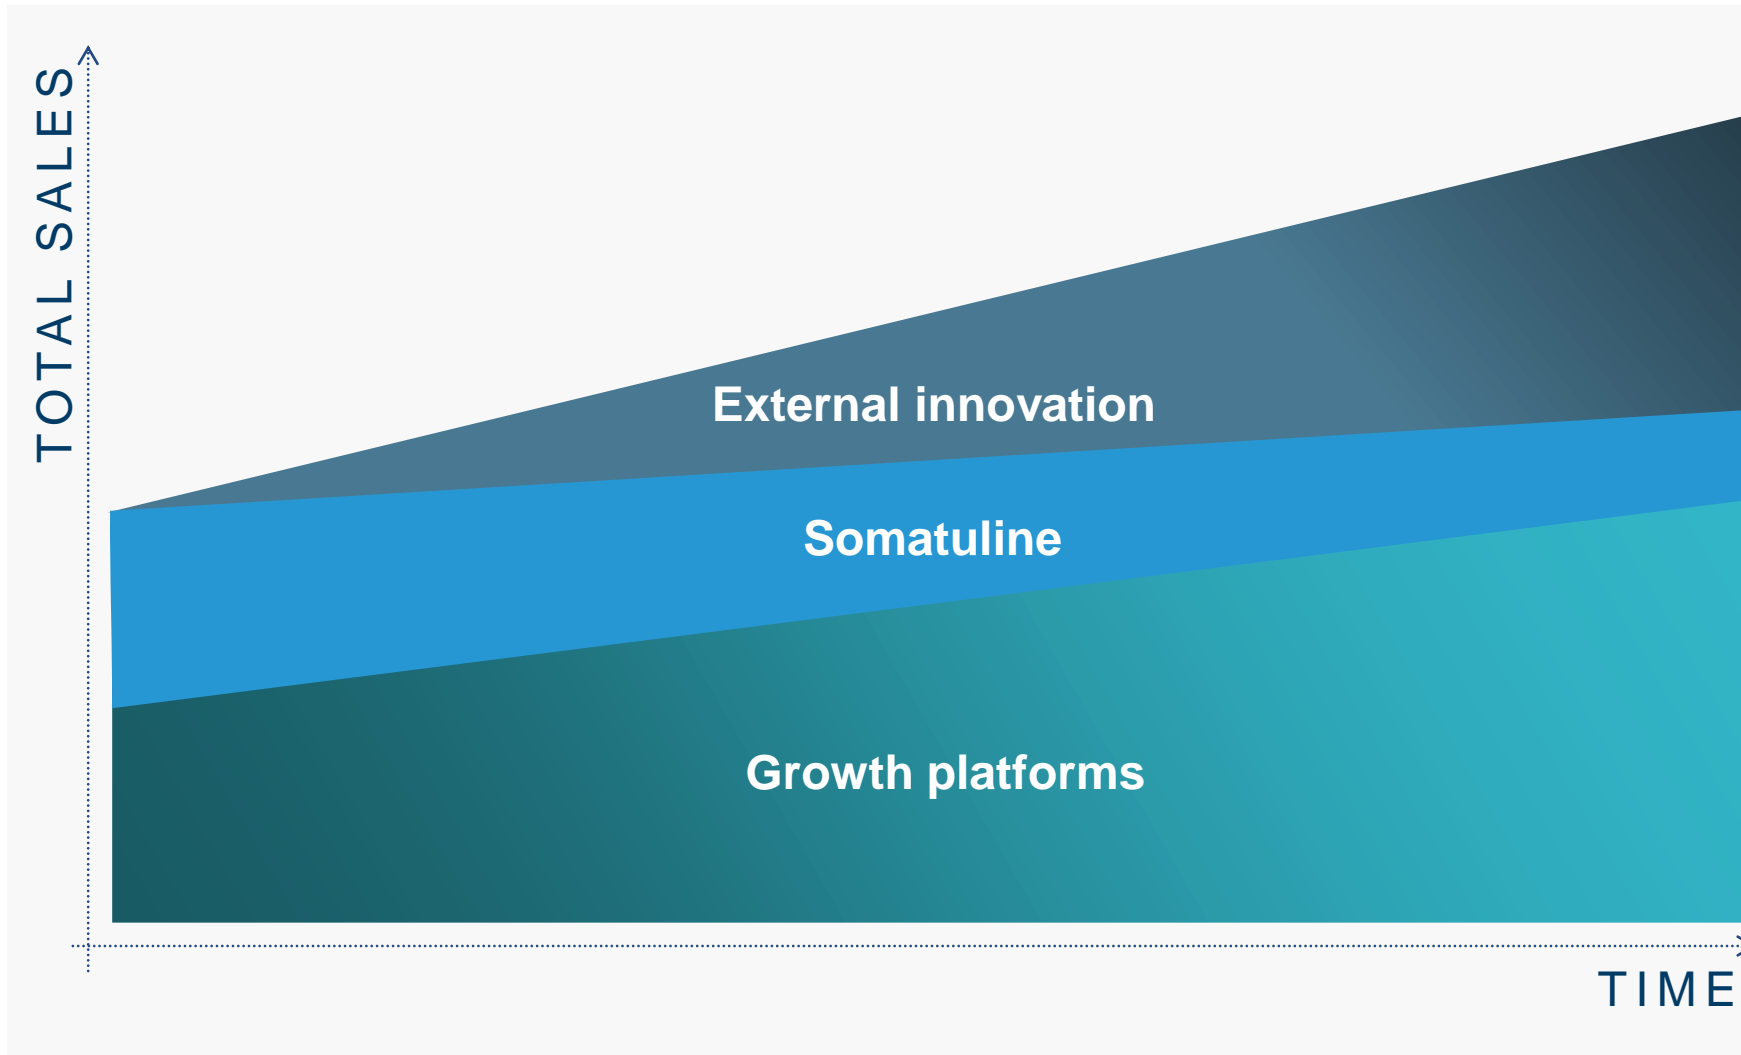 TOTAL SALES
External innovation
Somatuline
Growth platforms
TIME